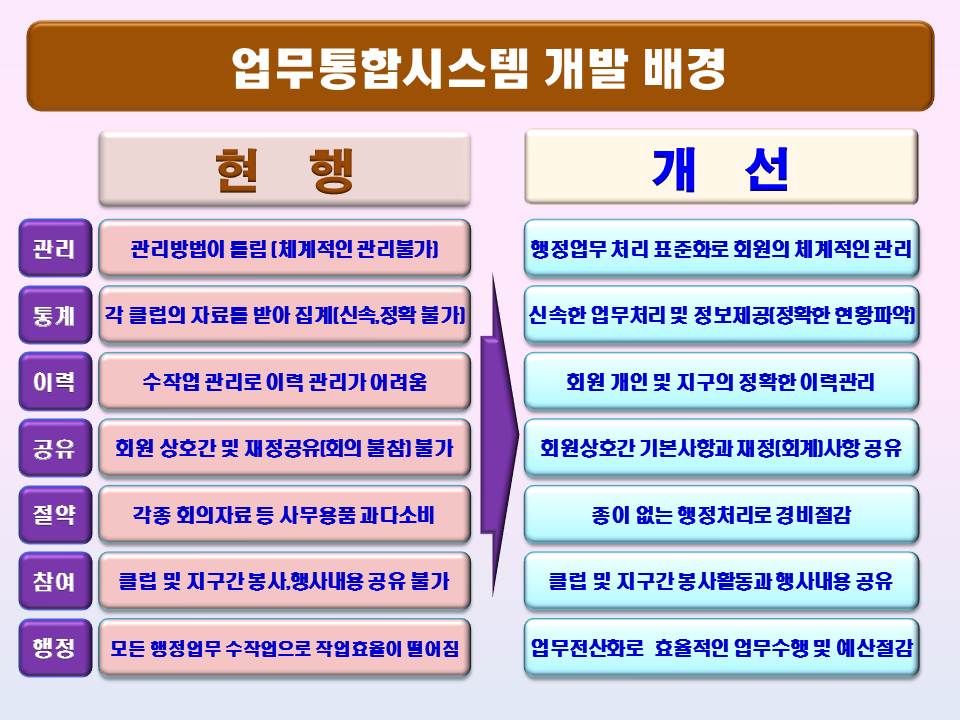 업무통합시스템 개발 배경
현 행
개 선
관리
관리방법이 틀림 (체계적인 관리불가)
행정업무 처리 표준화로 회원의 체계적인 관리
통계
각 클럽의 자료를 받아 집계(신속,정확 불가)
신속한 업무처리 및 정보제공(정확한 현황파악)
이력
수작업 관리로 이력 관리가 어려움
회원 개인 및 지구의 정확한 이력관리
공유
회원 상호간 및 재정공유(회의 불참) 불가
회원상호간 기본사항과 재정(회계)사항 공유
절약
각종 회의자료 등 사무용품 과다소비
종이 없는 행정처리로 경비절감
참여
클럽 및 지구간 봉사,행사내용 공유 불가
클럽 및 지구간 봉사활동과 행사내용 공유
행정
모든 행정업무 수작업으로 작업효율이 떨어짐
업무전산화로 효율적인 업무수행 및 예산절감